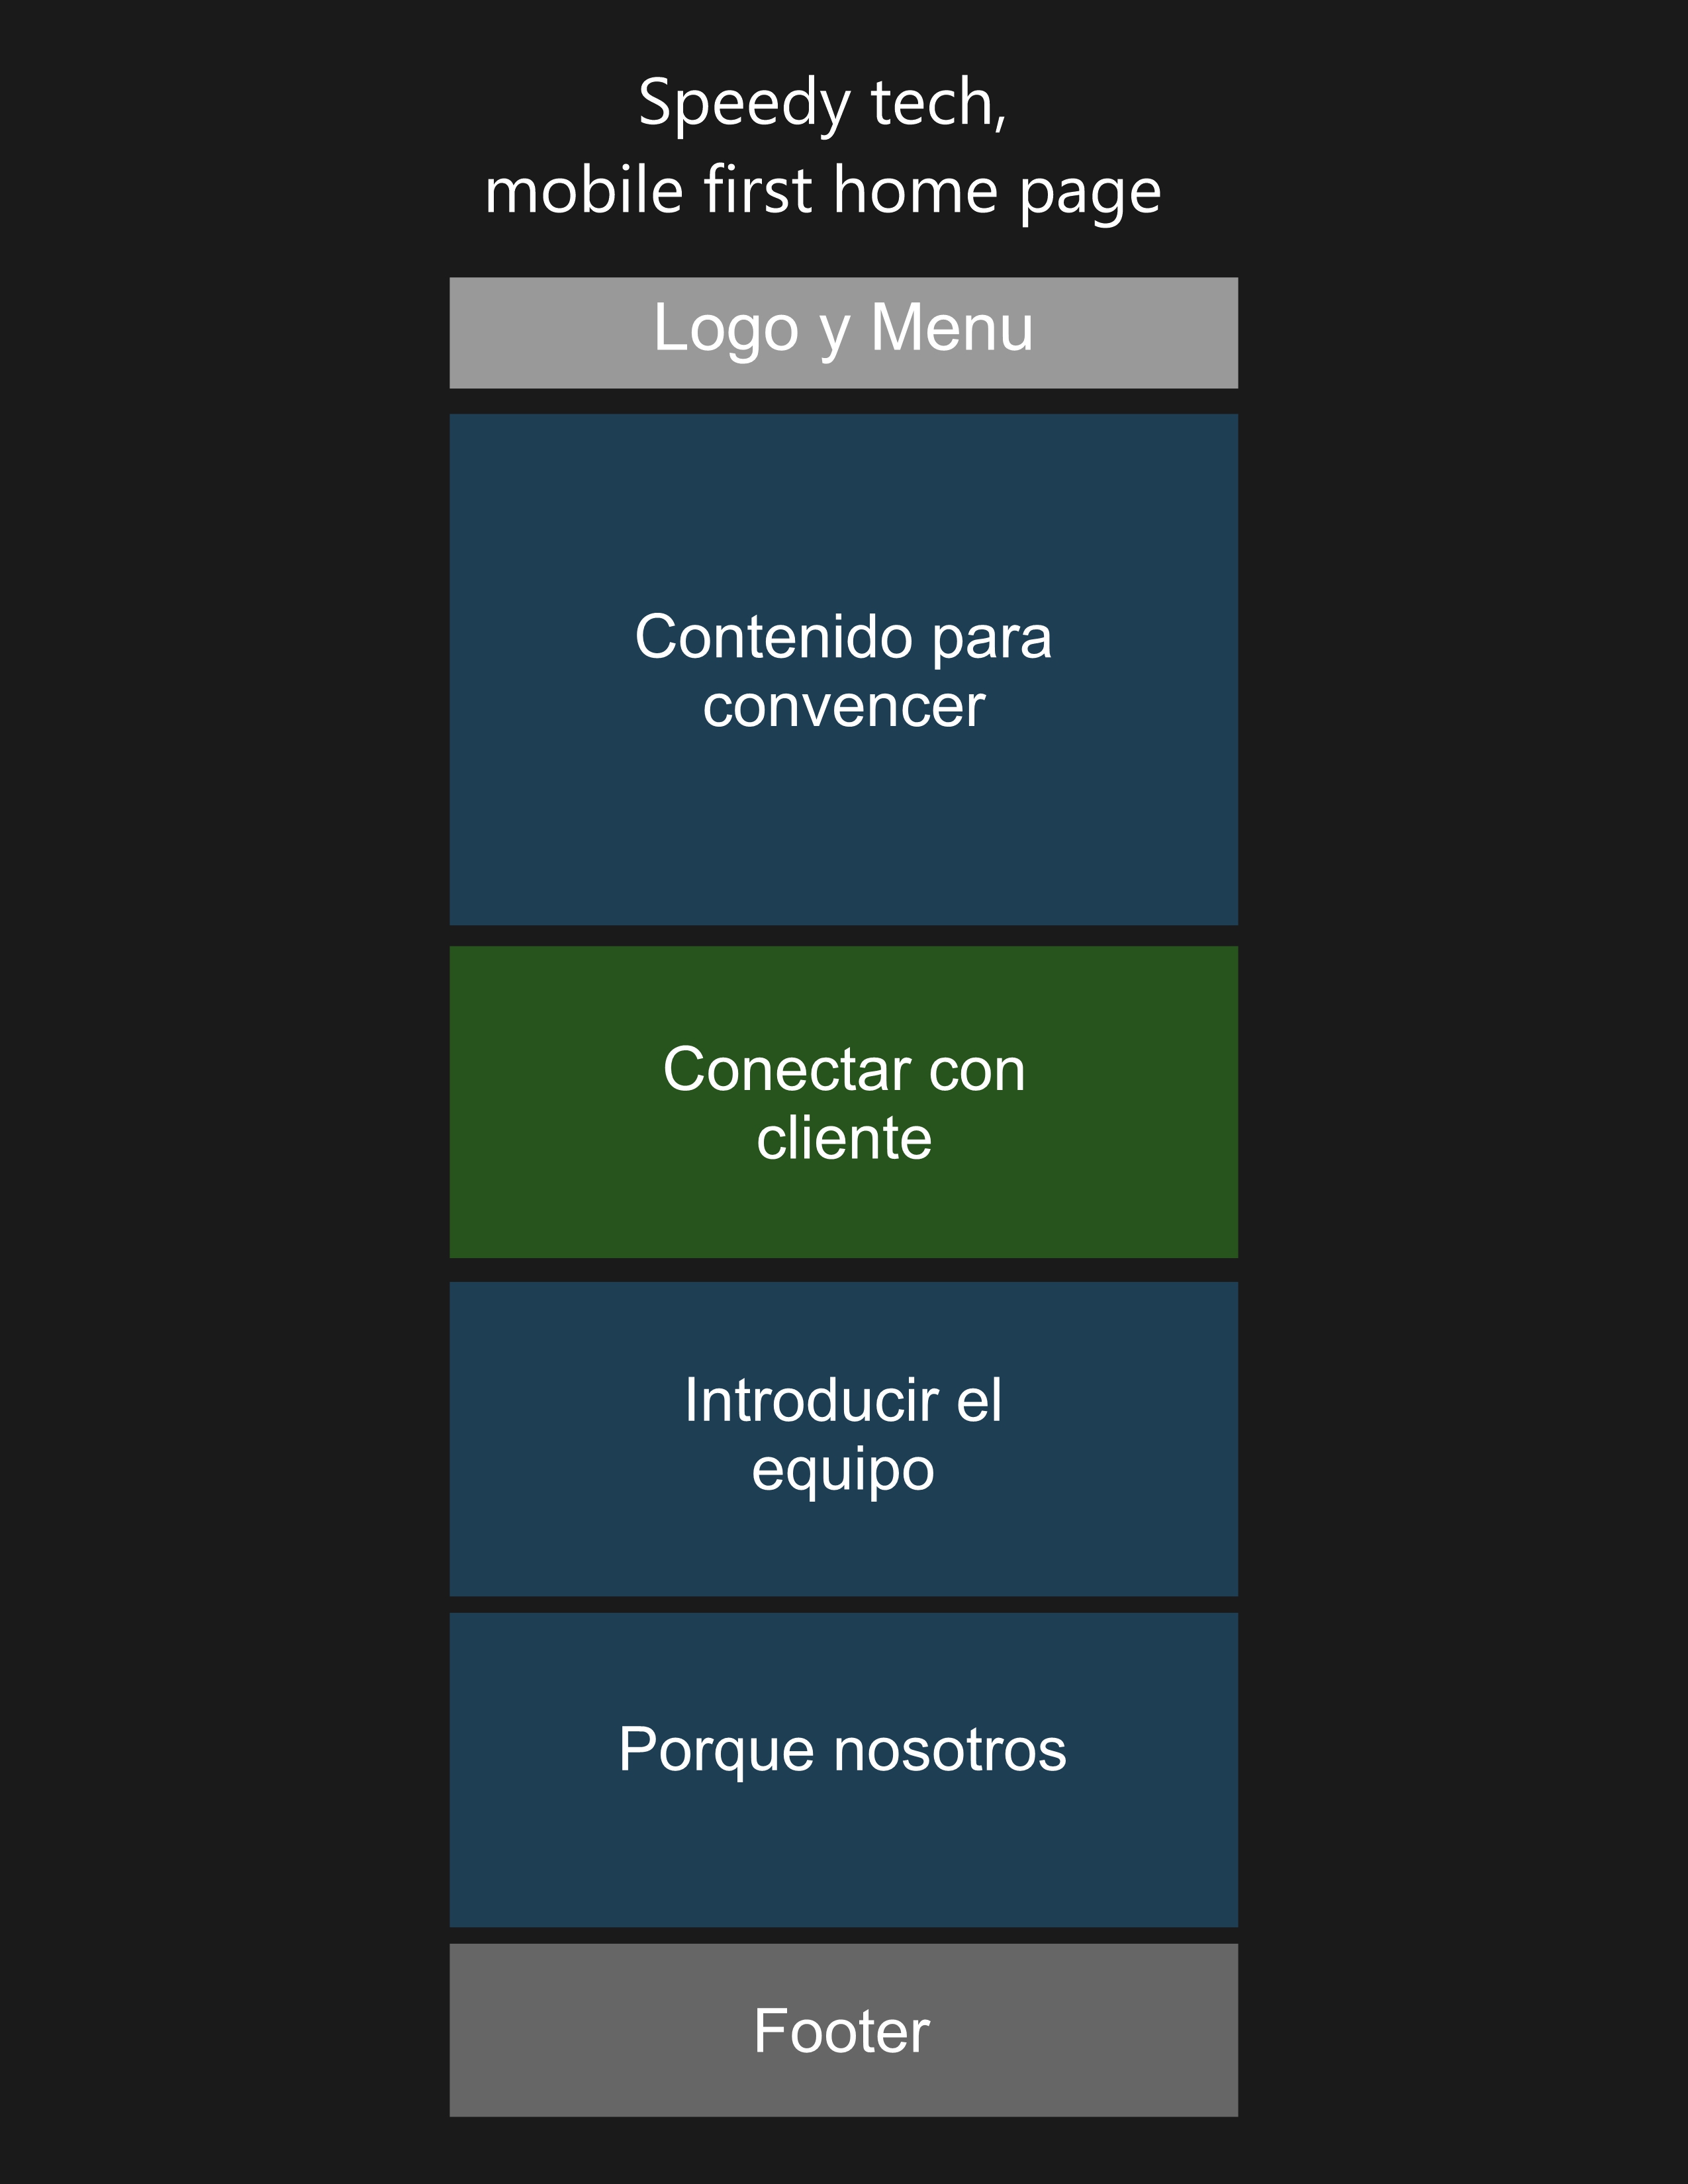 Speedy tech,
mobile first home page
Logo y Menu
Contenido para
convencer
Conectar con
cliente
Introducir el
equipo
Porque nosotros
Footer